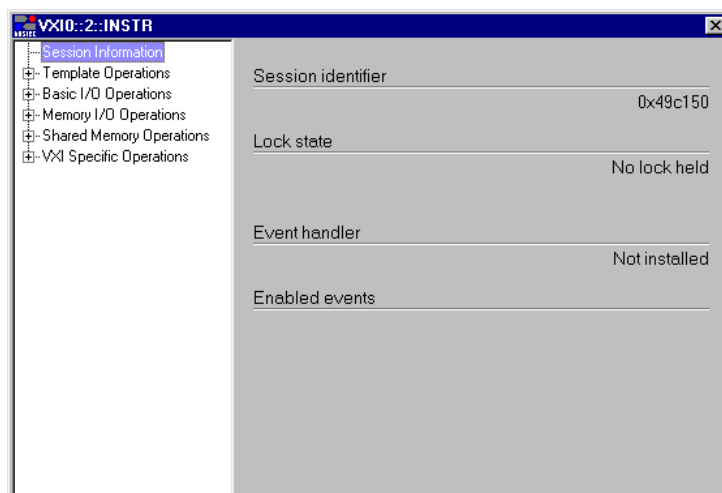 VXI0::2::INSTR
Session Information
Template Operations
Basic I/O Operations
Memory I/O Operations
Shared Memory Operations
VXI Specific Operations
Session identifier
0x49c150
Lock state
No lock held
Event handler
Not installed
Enabled events